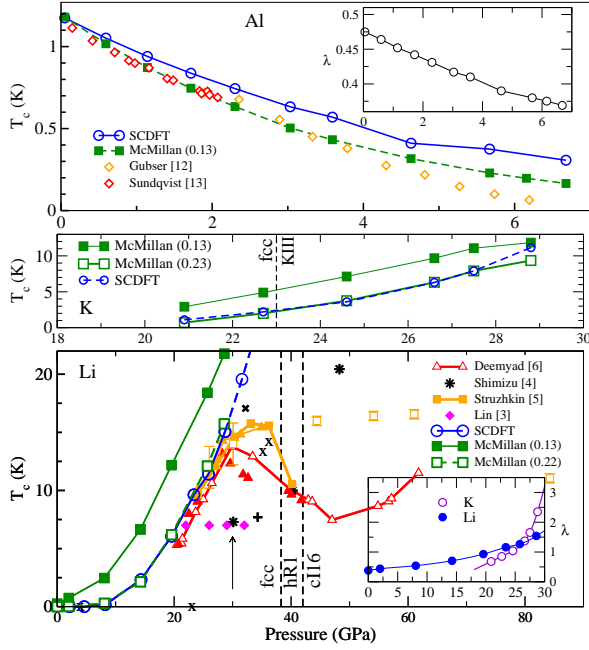 Al
0.5
0.45
0.4
λ
0 2 4 6
1
0.5
0
T_c (K)
SCDFT
McMillan (0.13)
Gubser [12]
Sundqvist [13]
0 2 4 6
McMillan (0.13)
McMillan (0.23)
SCDFT
fcc
KIII
10
5
0
T_c (K)
K
18 20 22 24 26 28 30
Li
20
10
0
T_c (K)
Deemyad [6]
Shimizu [4]
Struzhkin [5]
Lin [3]
SCDFT
McMillan (0.13)
McMillan (0.22)
K
Li
3
2
1
0
λ
0 5 10 15 20 25 30
fcc
hR1
cI16
0 20 40 60 80
Pressure (GPa)